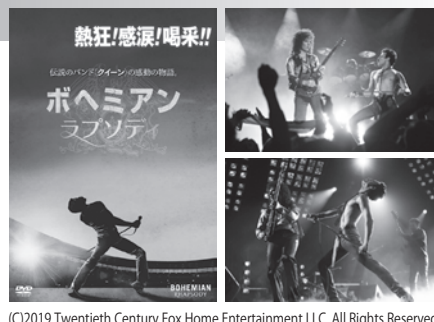 熱狂!感涙!喝采!!
伝説のバンド〈クイーン〉の感動の物語。
ボヘミアン
ラプソディ
DVD
BOHEMIAN
RHAPSODY
(C)2019 Twentieth Century Fox Home Entertainment LLC. All Rights Reserved